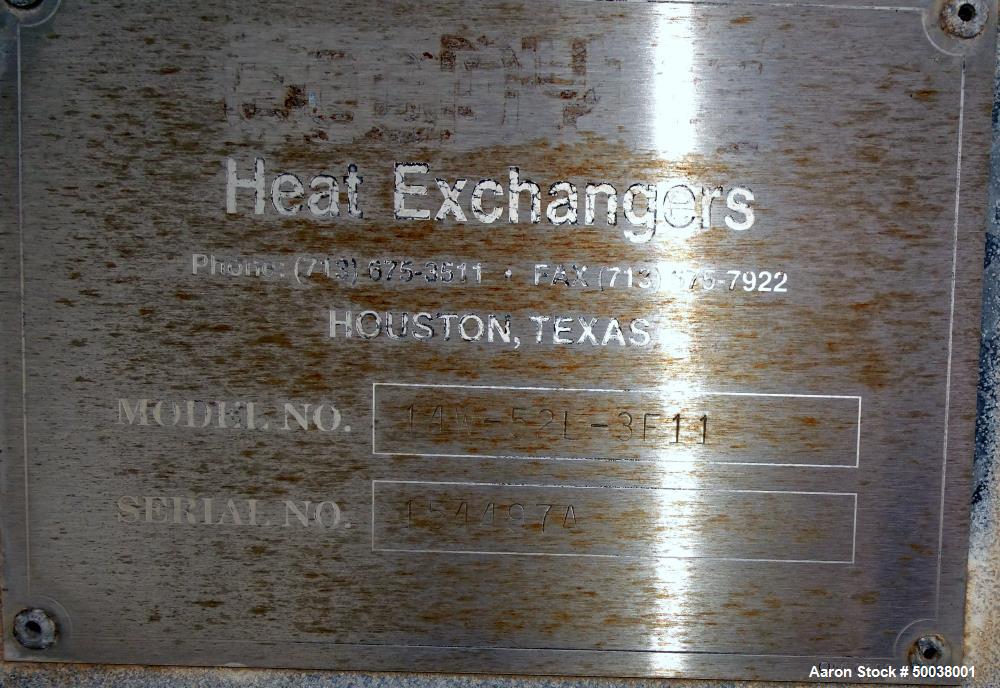 Heat Exchangers
Phone: (713) 675-3511 • FAX (713) 675-7922
HOUSTON, TEXAS
MODEL NO. 14W-52L-3F11
SERIAL NO. 154497A
Aaron Stock # 50038001